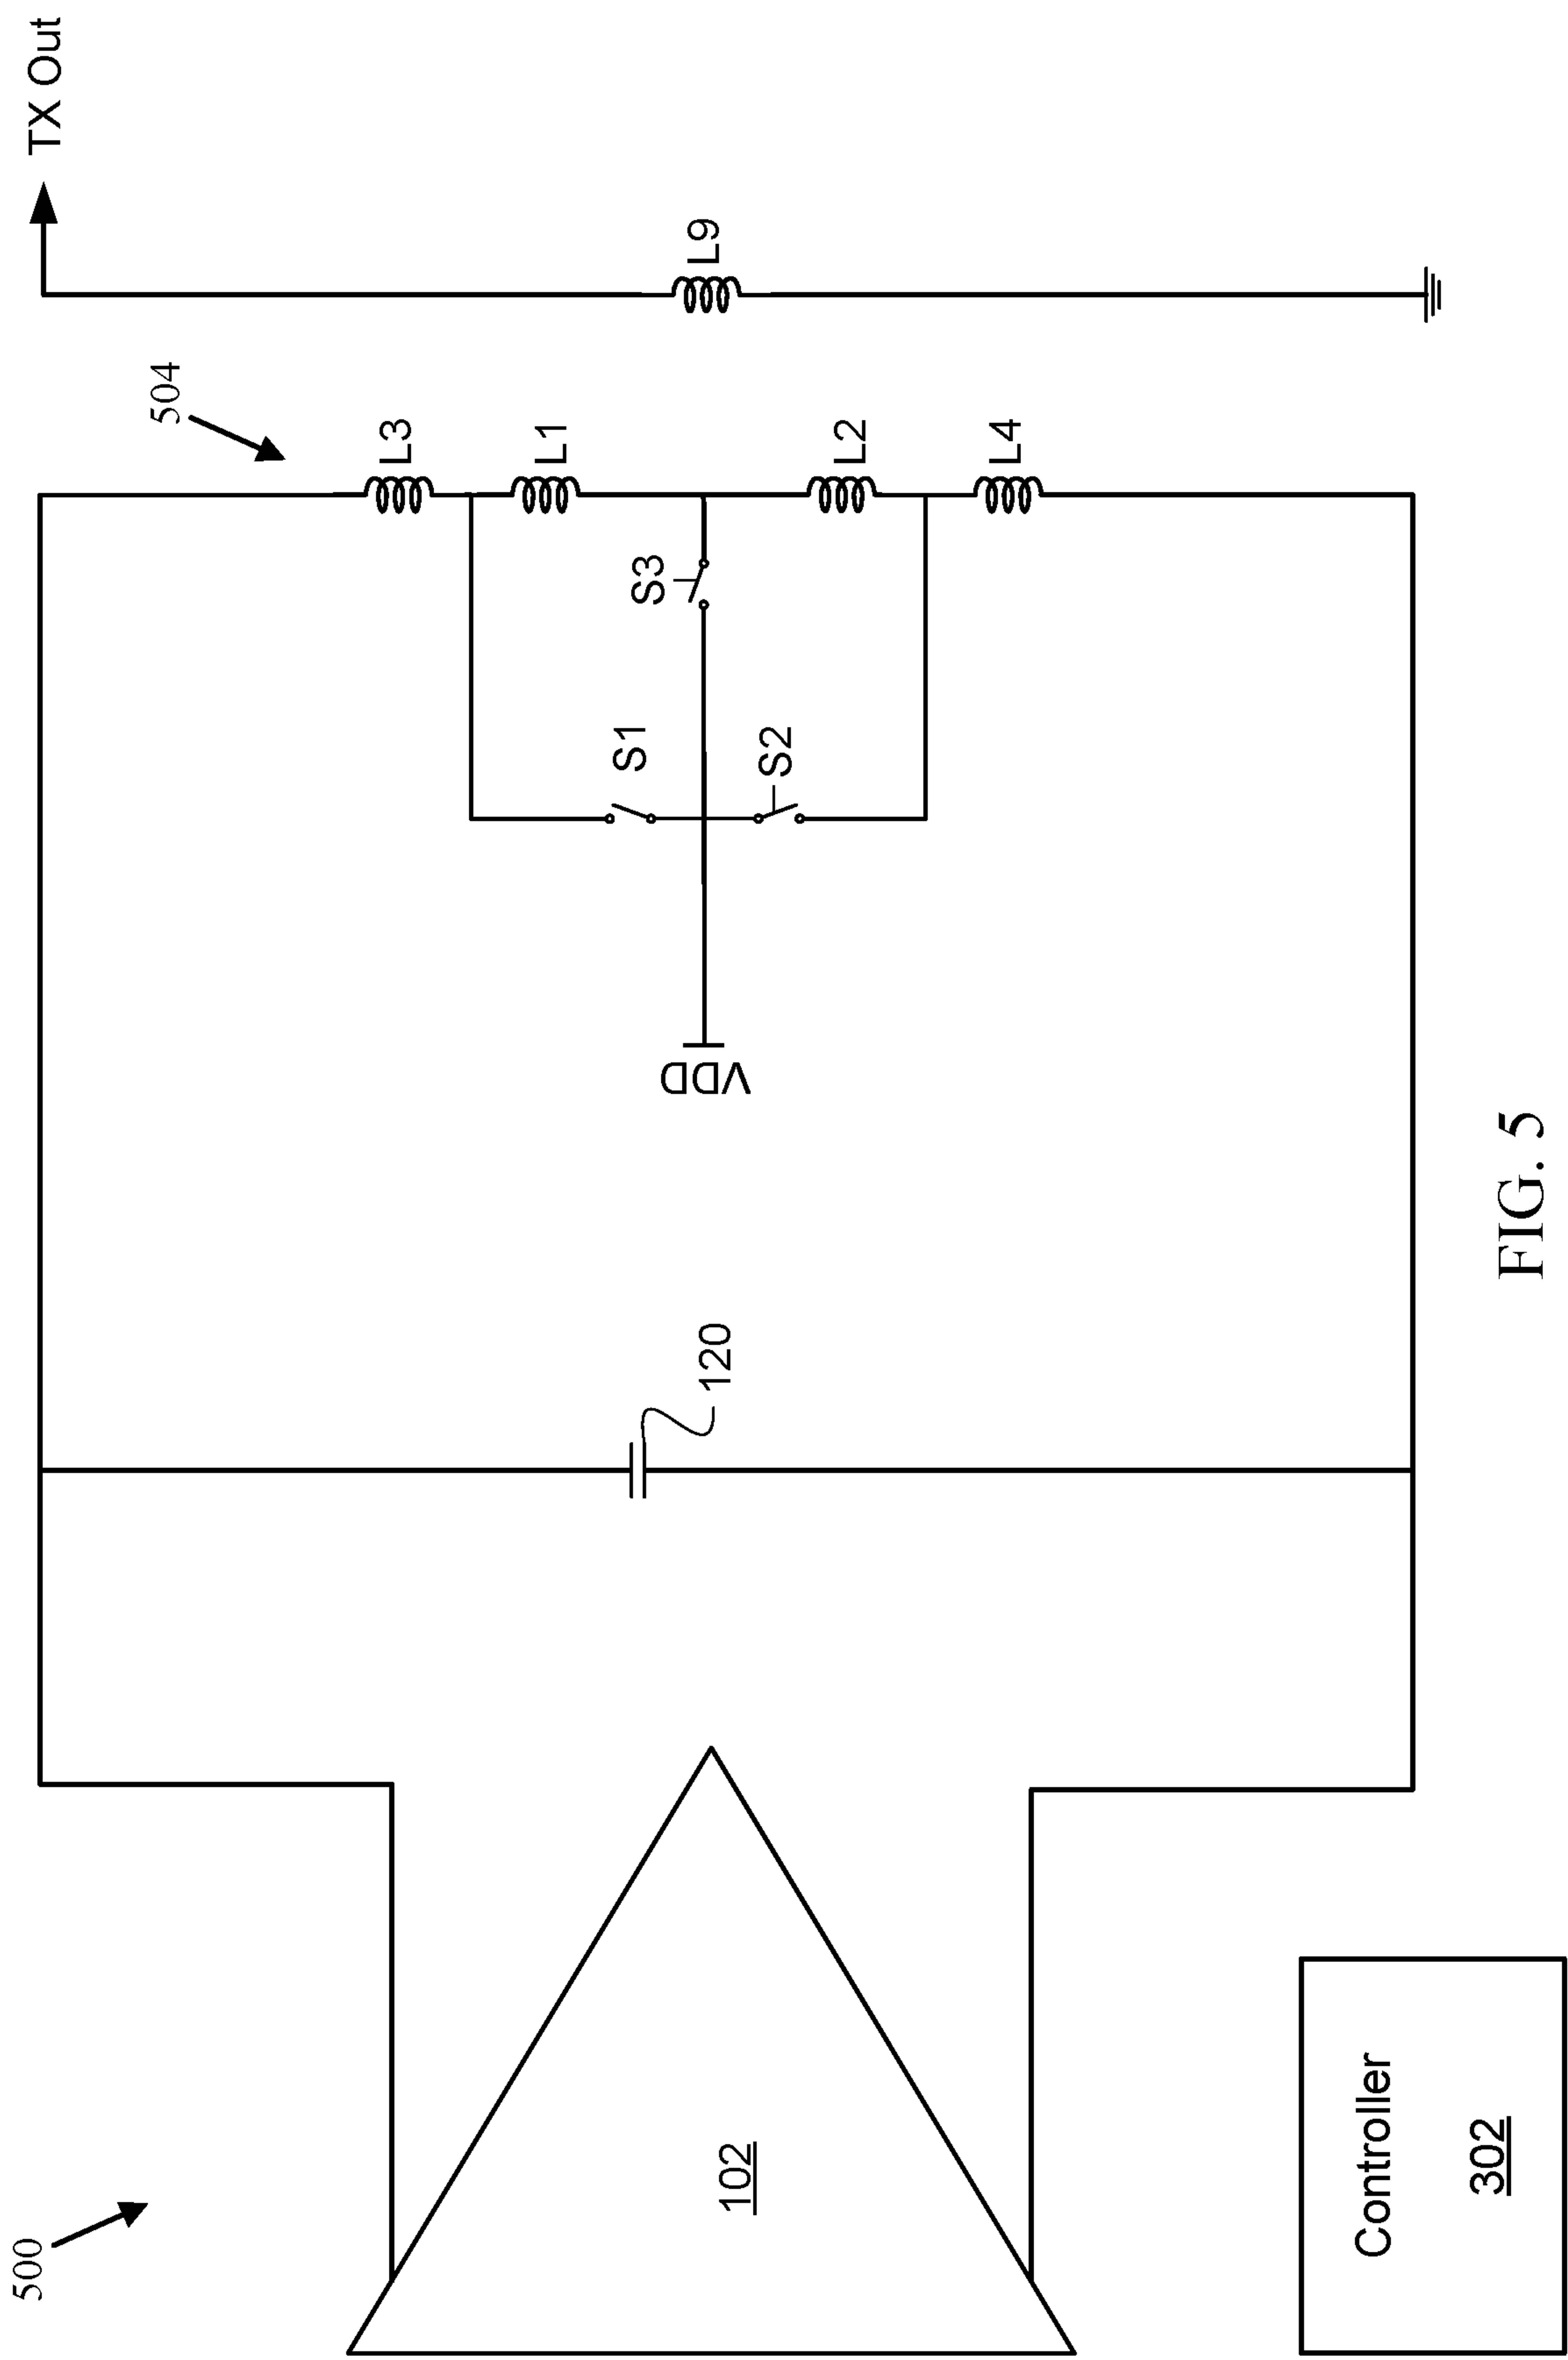 500
504
TX Out
L3
L1
L9
S1
S3
VDD
S2
L2
L4
120
102
Controller
302
FIG. 5